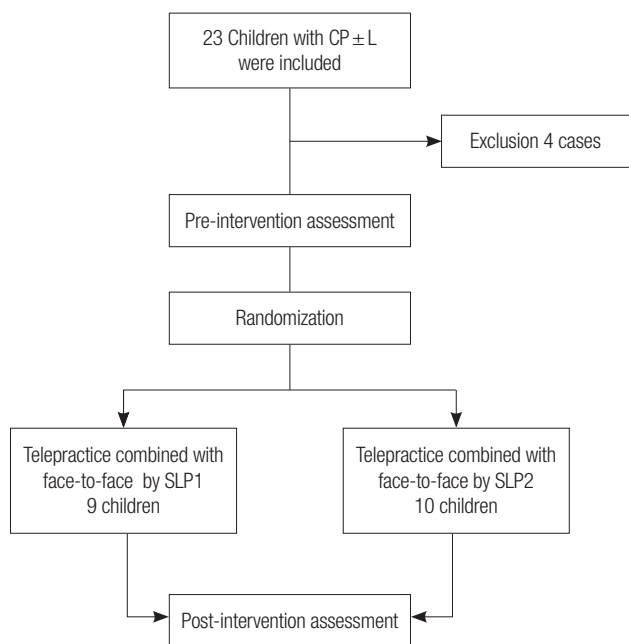 23 Children with CP ± L
were included
Exclusion 4 cases
Pre-intervention assessment
Randomization
Telepractice combined with
face-to-face by SLP1
9 children
Telepractice combined with
face-to-face by SLP2
10 children
Post-intervention assessment